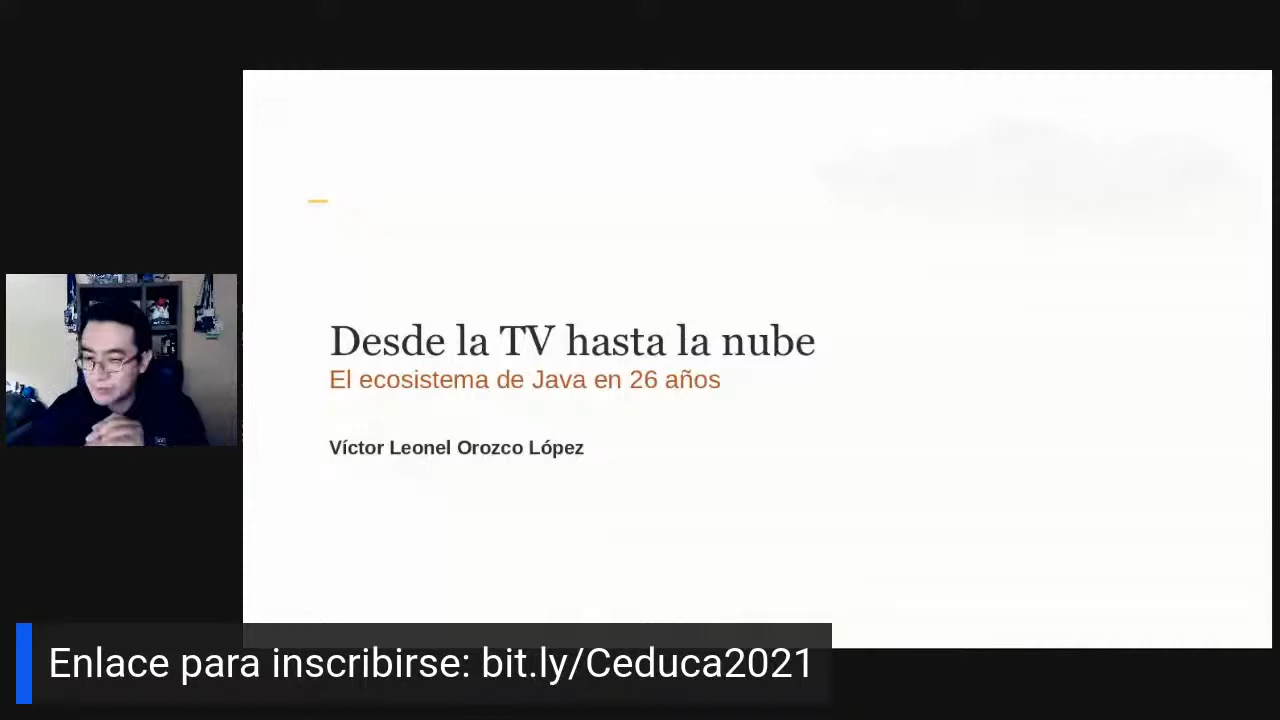 Desde la TV hasta la nube
El ecosistema de Java en 26 años
Víctor Leonel Orozco López
Enlace para inscribirse: bit.ly/Ceduca2021